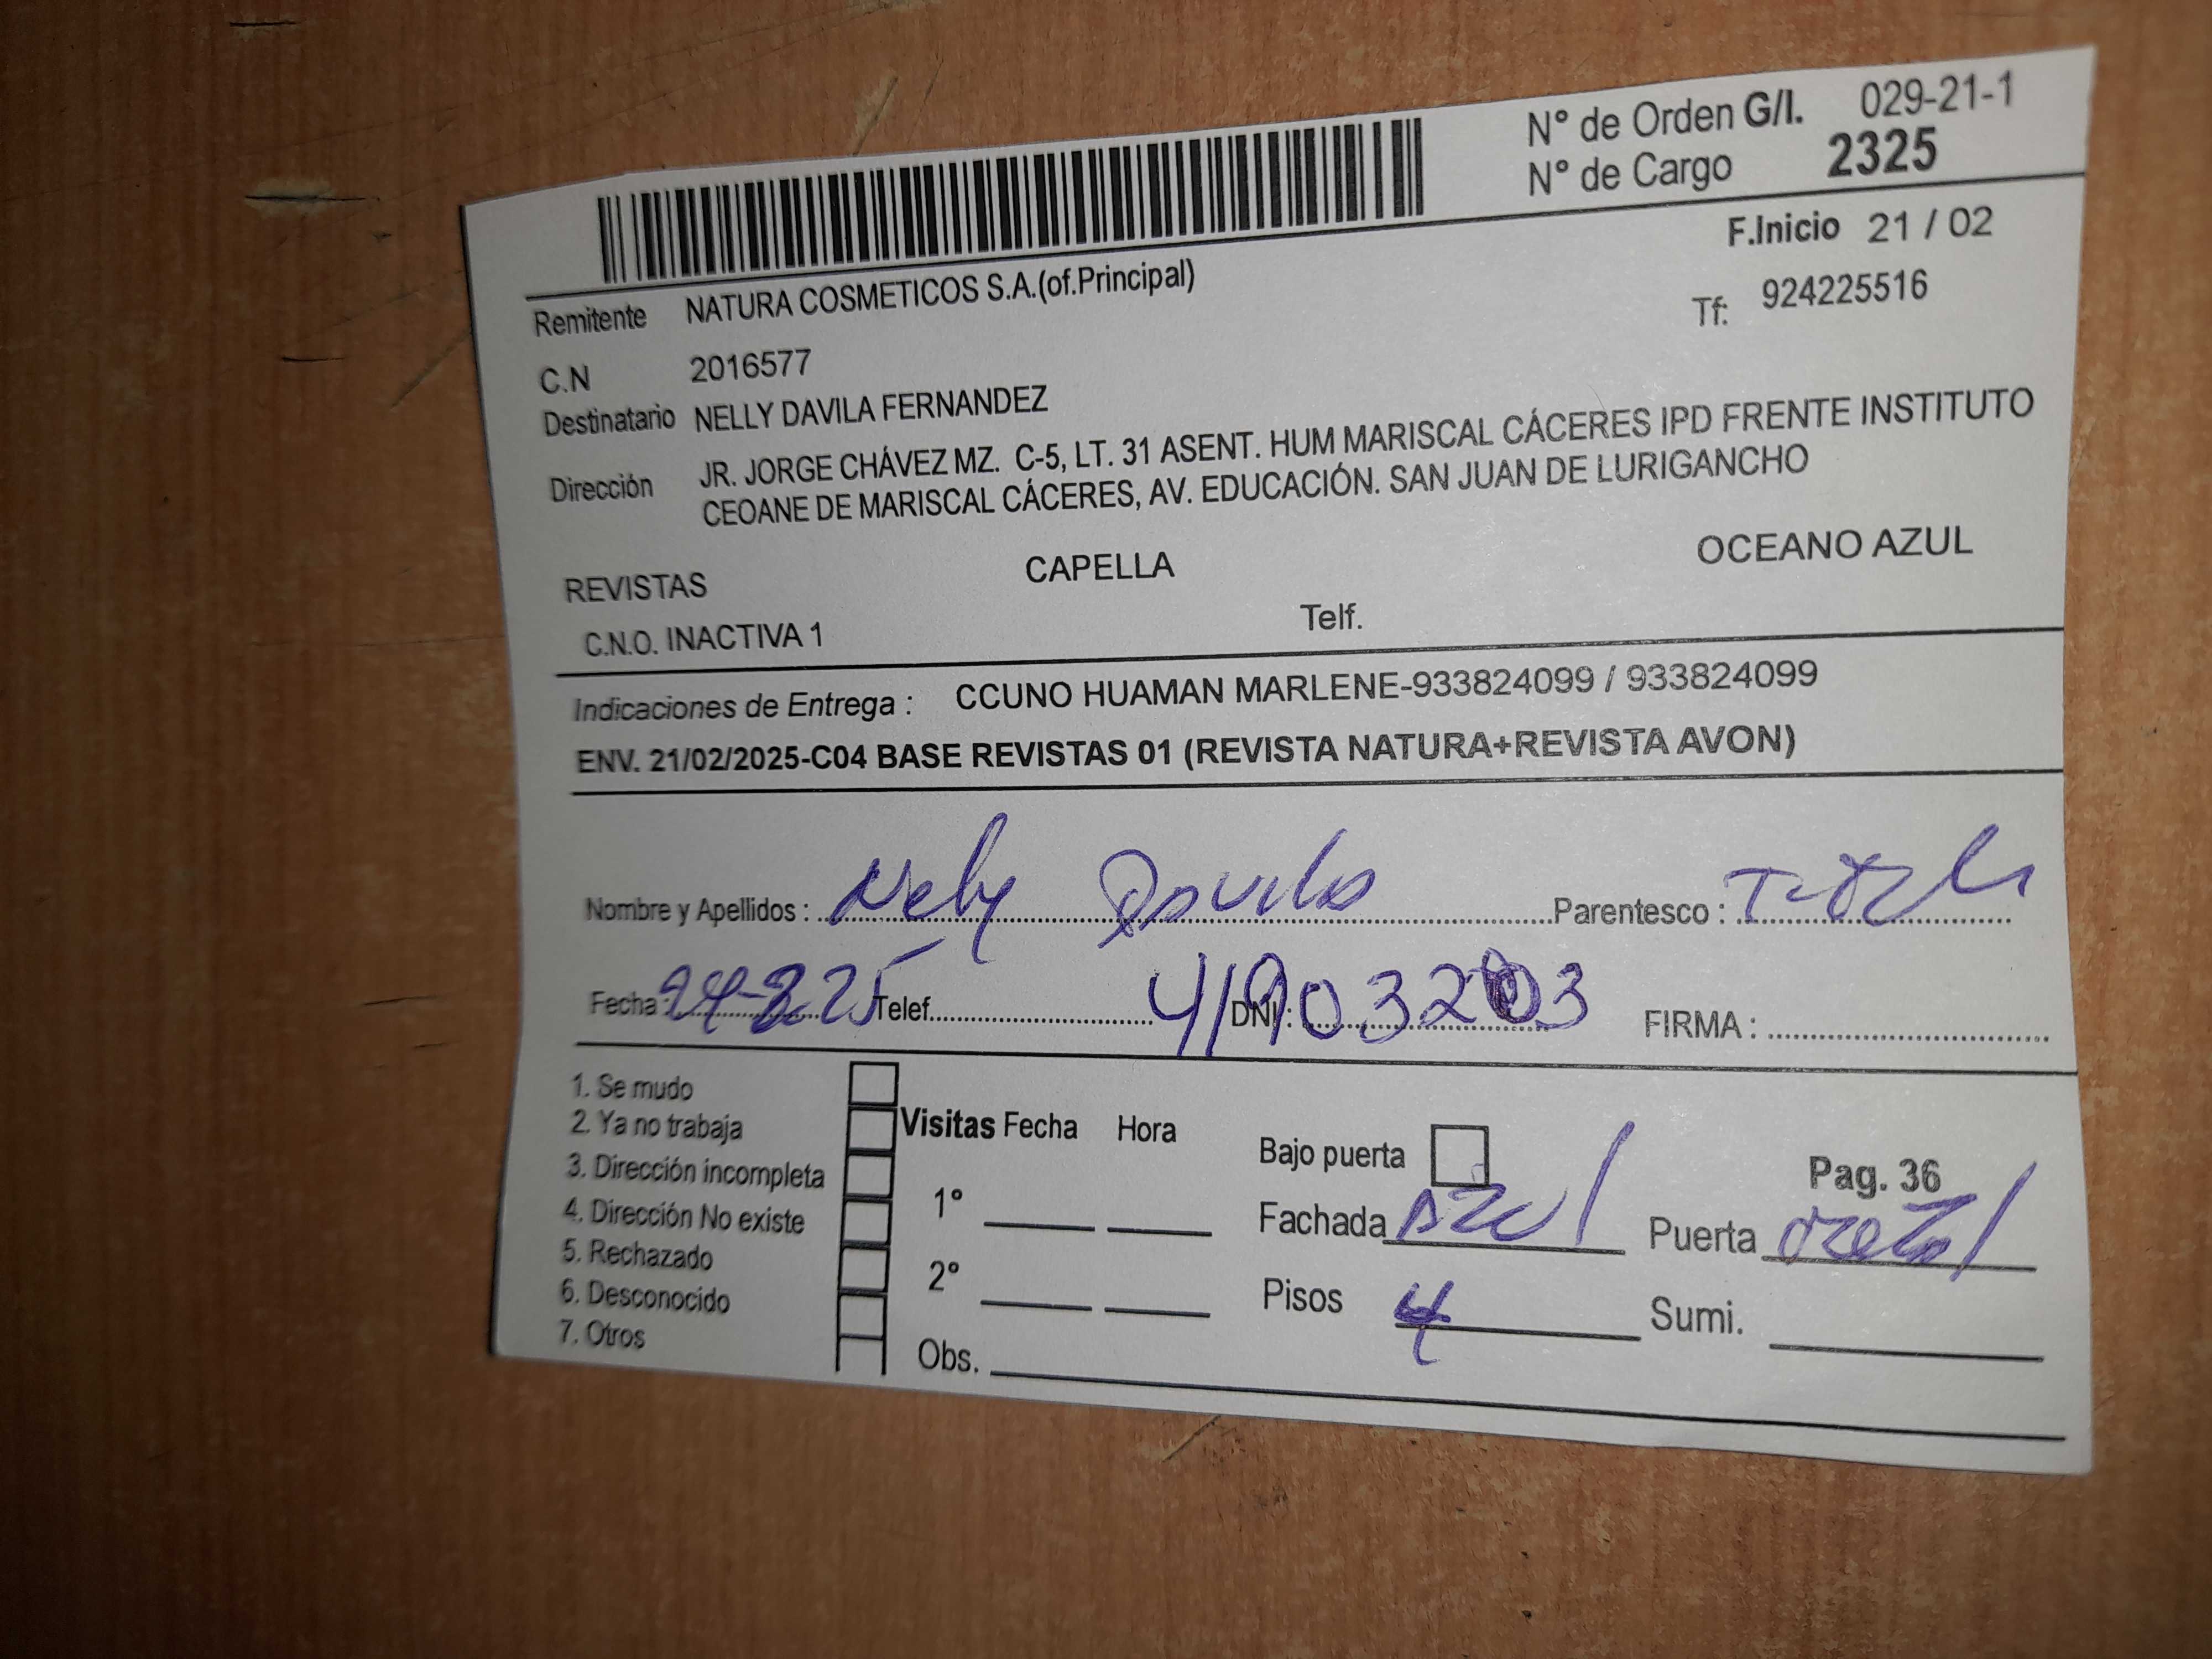 N° de Orden G/I. 029-21-1
N° de Cargo 2325
F.Inicio 21 / 02
Remitente NATURA COSMETICOS S.A.(of.Principal)
Tf: 924225516
C.N 2016577
Destinatario NELLY DAVILA FERNANDEZ
Dirección JR. JORGE CHÁVEZ MZ. C-5, LT. 31 ASENT. HUM MARISCAL CÁCERES IPD FRENTE INSTITUTO
CEOANE DE MARISCAL CÁCERES, AV. EDUCACIÓN. SAN JUAN DE LURIGANCHO
REVISTAS CAPELLA OCEANO AZUL
C.N.O. INACTIVA 1 Telf.
Indicaciones de Entrega : CCUNO HUAMAN MARLENE-933824099 / 933824099
ENV. 21/02/2025-C04 BASE REVISTAS 01 (REVISTA NATURA+REVISTA AVON)
Nombre y Apellidos : Nely Davila Parentesco :
Fecha : Telef. DNI : FIRMA :
1. Se mudo
2. Ya no trabaja
3. Dirección incompleta
4. Dirección No existe
5. Rechazado
6. Desconocido
7. Otros
Visitas Fecha Hora
1°
2°
Obs.
Bajo puerta
Pag. 36
Fachada Azul Puerta
Pisos 4 Sumi.